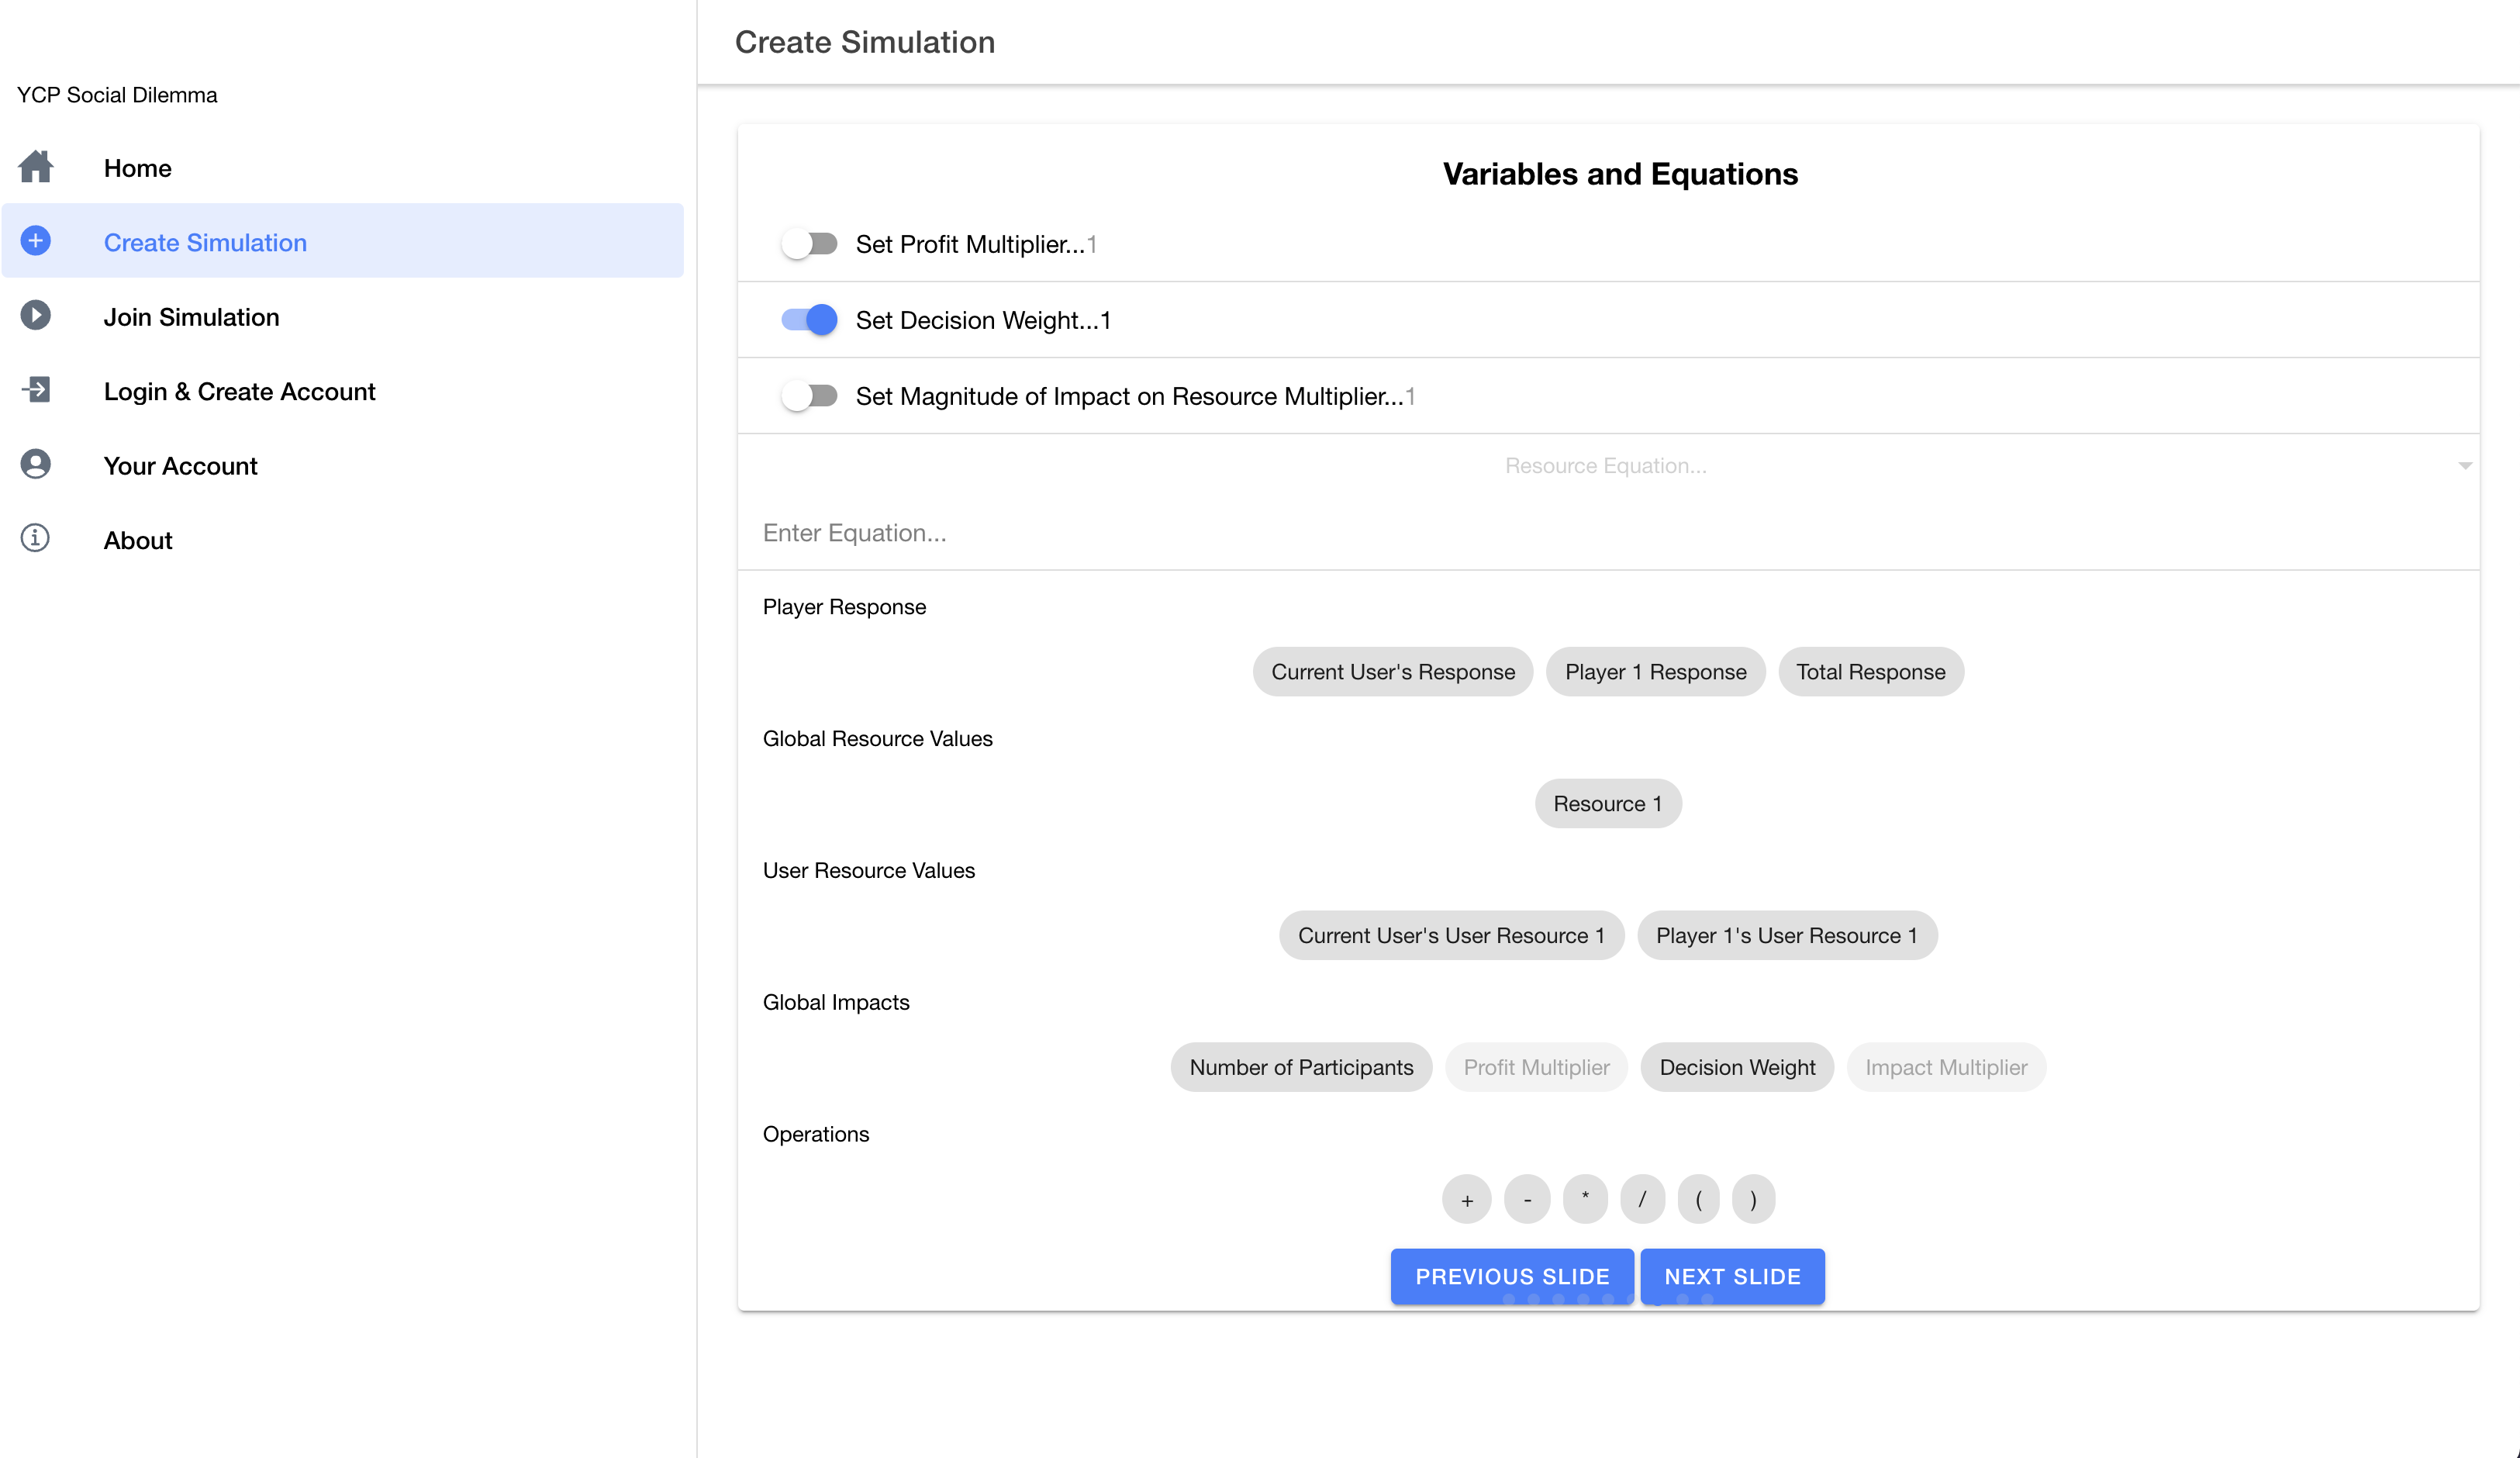 Create Simulation
YCP Social Dilemma
Home
Create Simulation
Join Simulation
Login & Create Account
Your Account
About
Variables and Equations
Set Profit Multiplier...1
Set Decision Weight...1
Set Magnitude of Impact on Resource Multiplier...1
Resource Equation...
Enter Equation...
Player Response
Current User's Response Player 1 Response Total Response
Global Resource Values
Resource 1
User Resource Values
Current User's User Resource 1 Player 1's User Resource 1
Global Impacts
Number of Participants Profit Multiplier Decision Weight Impact Multiplier
Operations
+ - * / ( )
PREVIOUS SLIDE NEXT SLIDE